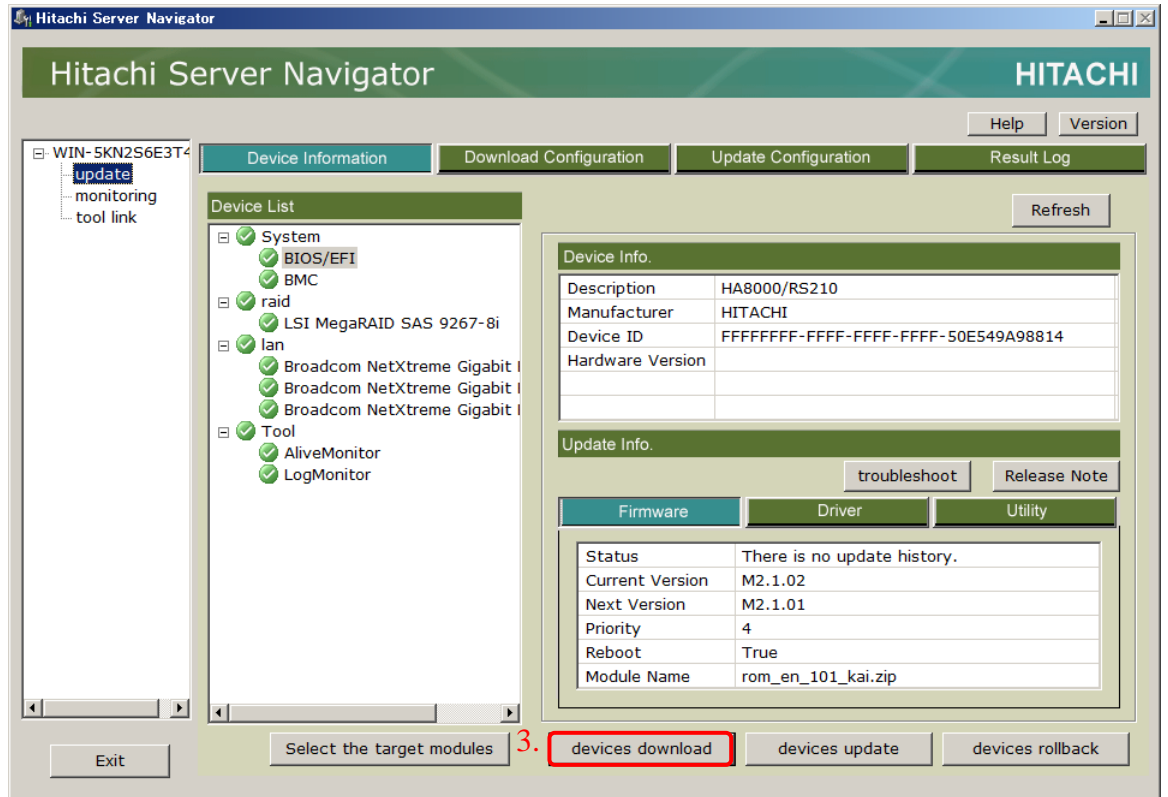 Hitachi Server Navigator
Hitachi Server Navigator
HITACHI
Help
Version
WIN-5KN2S6E3T4
update
monitoring
tool link
Device Information
Download Configuration
Update Configuration
Result Log
Device List
Refresh
System
BIOS/EFI
BMC
raid
LSI MegaRAID SAS 9267-8i
lan
Broadcom NetXtreme Gigabit
Broadcom NetXtreme Gigabit
Broadcom NetXtreme Gigabit
Tool
AliveMonitor
LogMonitor
Device Info.
Description HA8000/RS210
Manufacturer HITACHI
Device ID FFFFFFFF-FFFF-FFFF-FFFF-50E549A98814
Hardware Version
Update Info.
troubleshoot
Release Note
Firmware
Driver
Utility
Status There is no update history.
Current Version M2.1.02
Next Version M2.1.01
Priority 4
Reboot True
Module Name rom_en_101_kai.zip
Exit
Select the target modules
3.
devices download
devices update
devices rollback